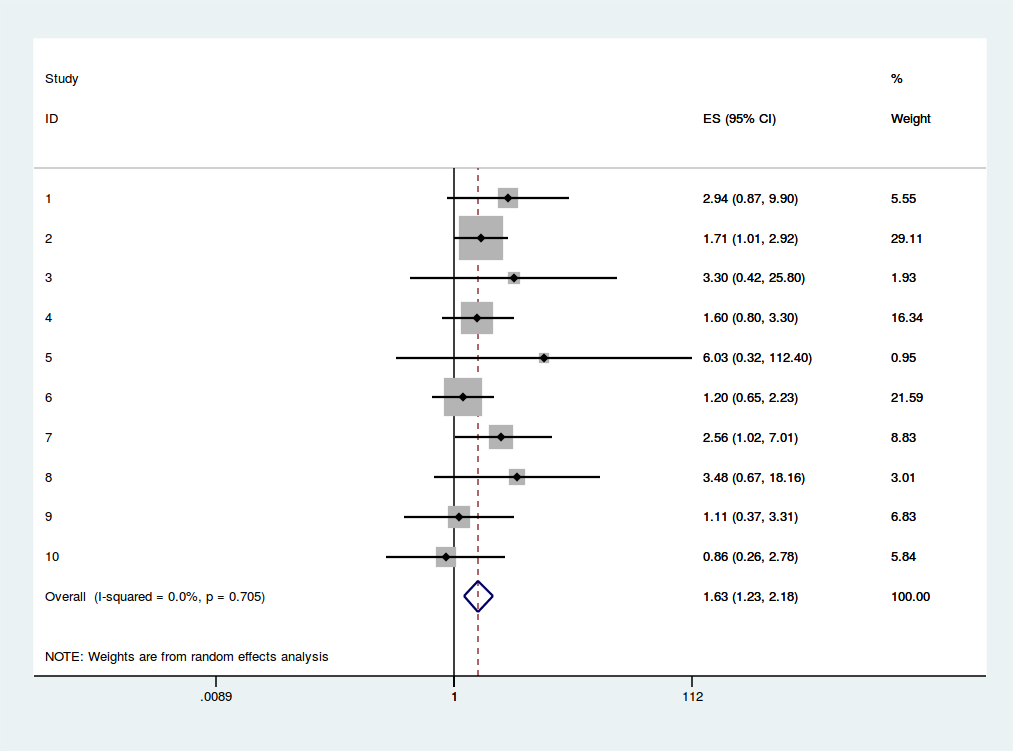 Study %
ID ES (95% CI) Weight
1 2.94 (0.87, 9.90) 5.55
2 1.71 (1.01, 2.92) 29.11
3 3.30 (0.42, 25.80) 1.93
4 1.60 (0.80, 3.30) 16.34
5 6.03 (0.32, 112.40) 0.95
6 1.20 (0.65, 2.23) 21.59
7 2.56 (1.02, 7.01) 8.83
8 3.48 (0.67, 18.16) 3.01
9 1.11 (0.37, 3.31) 6.83
10 0.86 (0.26, 2.78) 5.84
Overall (I-squared = 0.0%, p = 0.705) 1.63 (1.23, 2.18) 100.00
NOTE: Weights are from random effects analysis
.0089 1 112